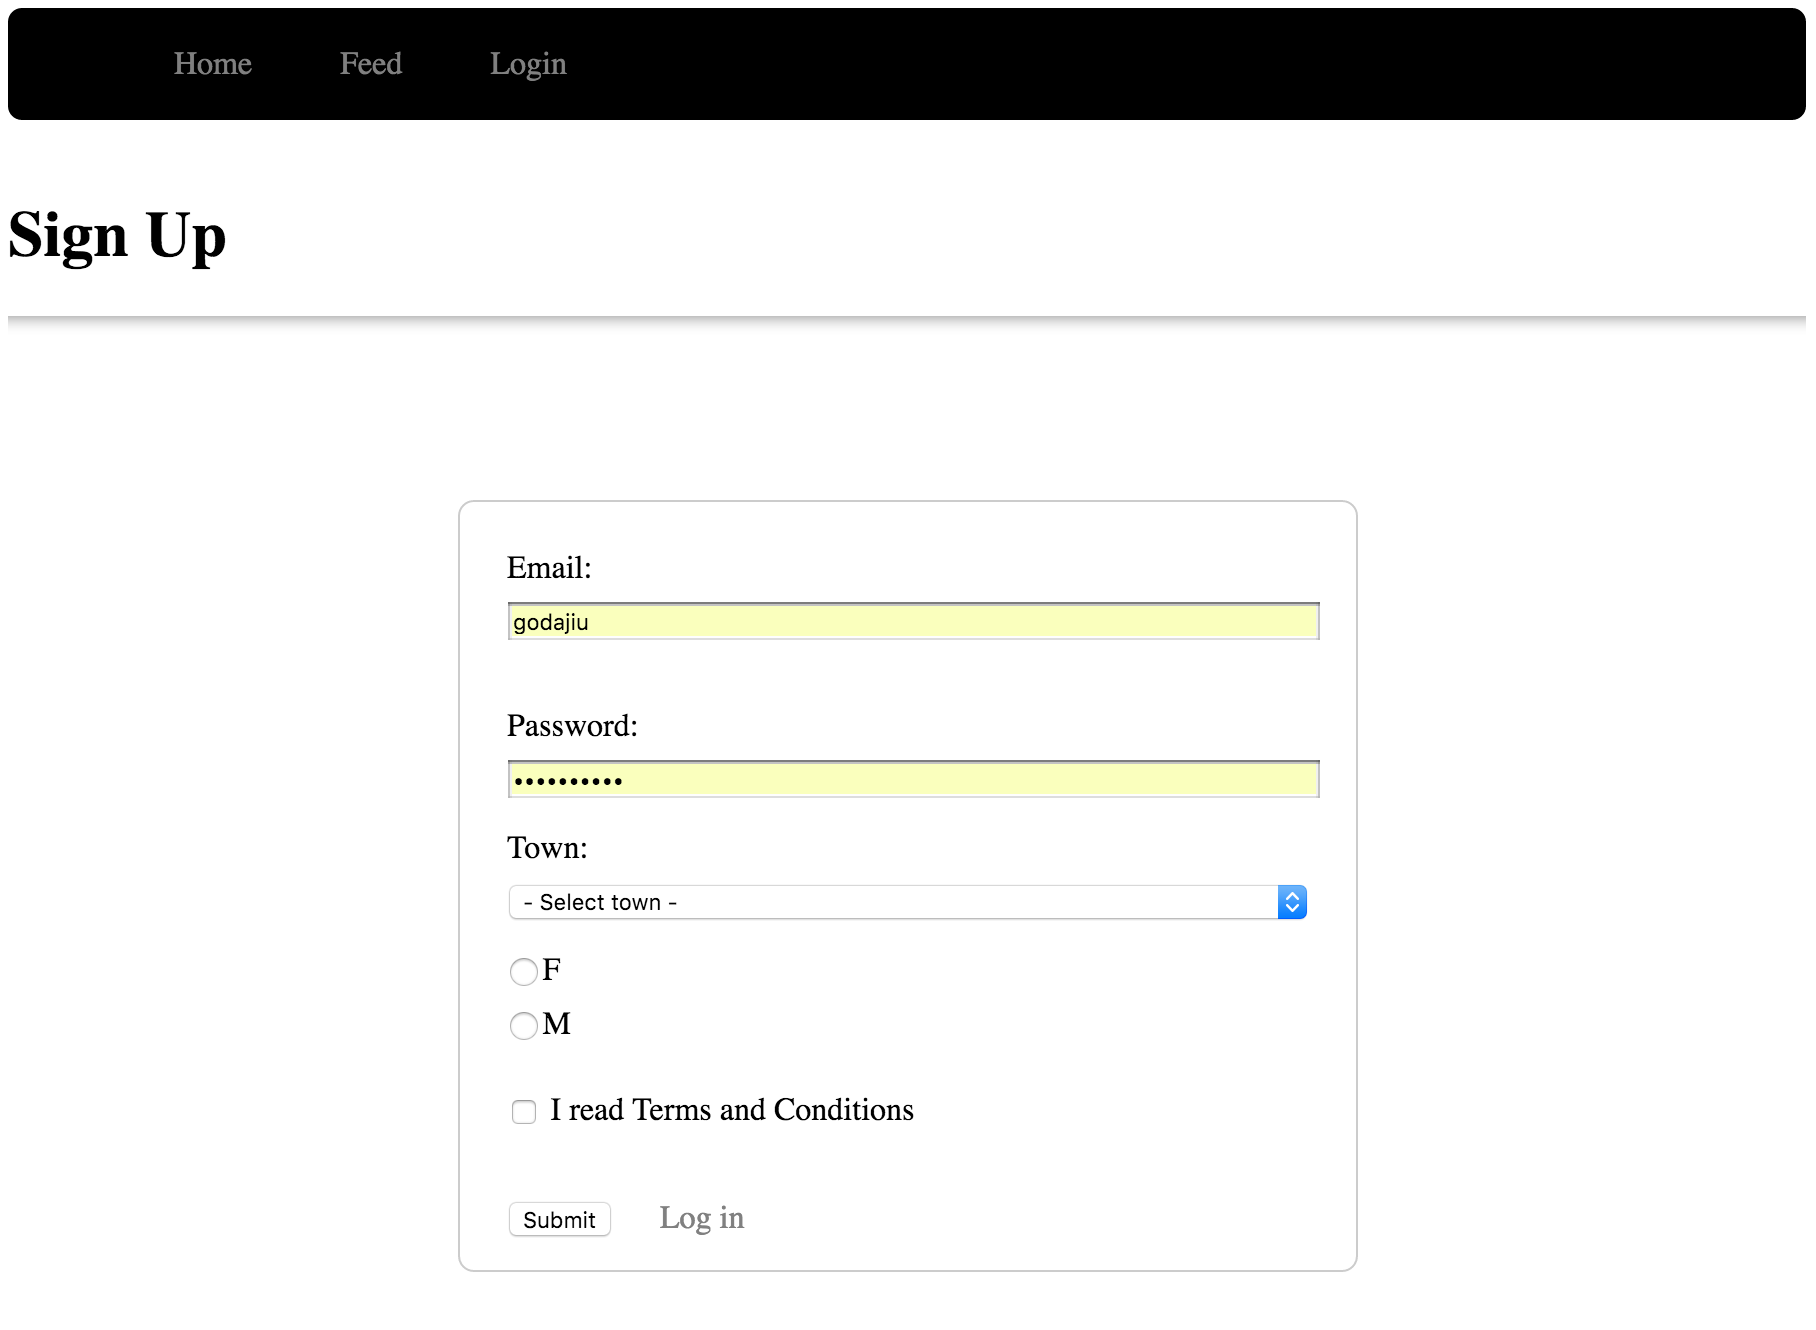 Home Feed Login
Sign Up
Email:
godajiu
Password:
••••••••••
Town:
- Select town -
F
M
I read Terms and Conditions
Submit Log in